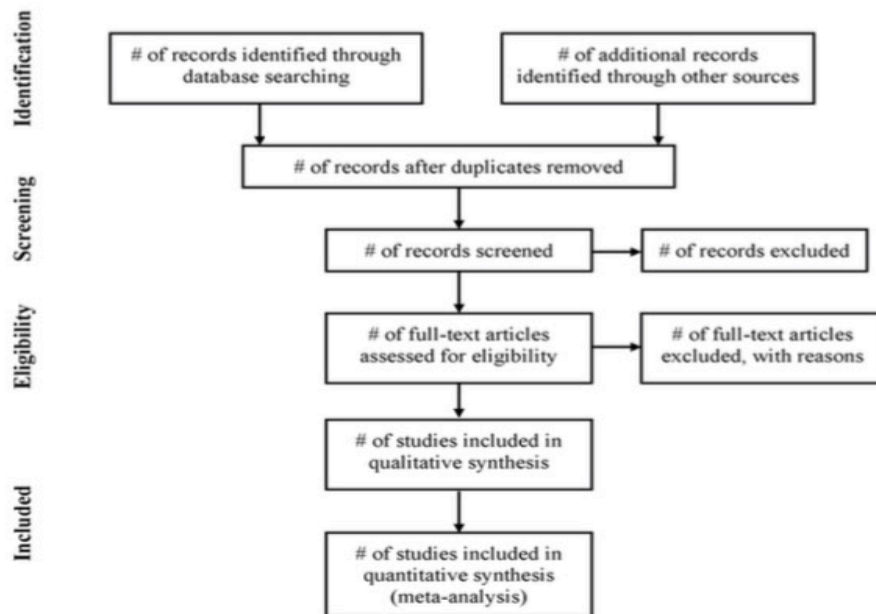 Identification
# of records identified through
database searching
# of additional records
identified through other sources
# of records after duplicates removed
Screening
# of records screened
# of records excluded
Eligibility
# of full-text articles
assessed for eligibility
# of full-text articles
excluded, with reasons
Included
# of studies included in
qualitative synthesis
# of studies included in
quantitative synthesis
(meta-analysis)